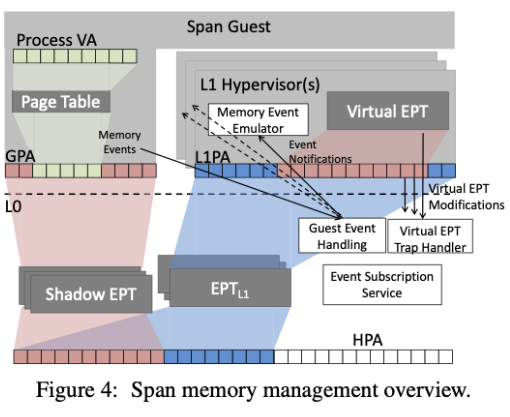 Span Guest
Process VA
Page Table
L1 Hypervisor(s)
Memory Event
Emulator
Virtual EPT
Memory
Events
Event
Notifications
GPA
L1PA
L0
Virtual EPT
Modifications
Guest Event
Handling
Virtual EPT
Trap Handler
Event Subscription
Service
Shadow EPT
EPTL1
HPA
Figure 4: Span memory management overview.